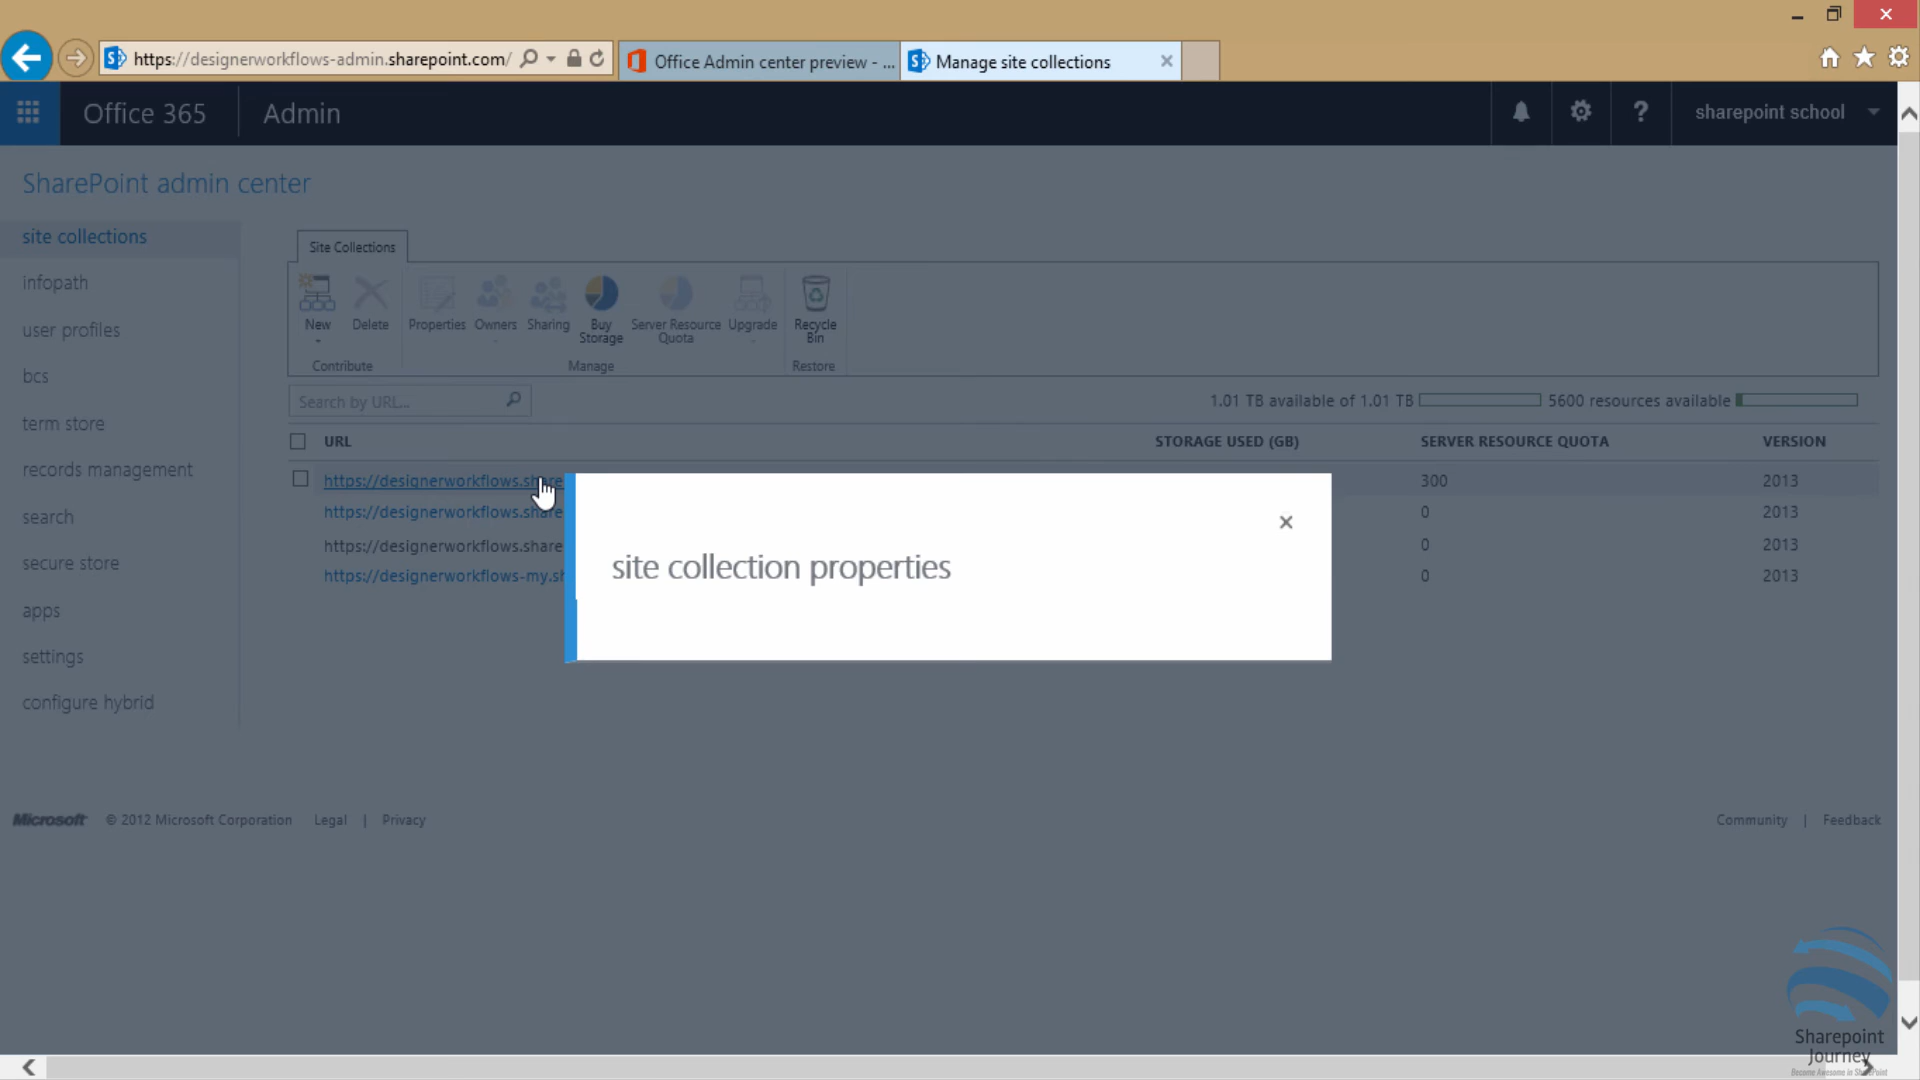 https://designerworkflows-admin.sharepoint.com/
Office Admin center preview - ...
Manage site collections
Office 365
Admin
sharepoint school
SharePoint admin center
site collections
infopath
user profiles
bcs
term store
records management
search
secure store
apps
settings
configure hybrid
Site Collections
New
Delete
Properties
Owners
Sharing
Buy
Storage
Server Resource
Quota
Upgrade
Recycle
Bin
Contribute
Manage
Restore
Search by URL...
1.01 TB available of 1.01 TB
5600 resources available
URL STORAGE USED (GB) SERVER RESOURCE QUOTA VERSION
https://designerworkflows.share 300 2013
https://designerworkflows.share 0 2013
https://designerworkflows.share 0 2013
https://designerworkflows-my.sh 0 2013
site collection properties
Microsoft © 2012 Microsoft Corporation Legal | Privacy
Community | Feedback
Sharepoint
Journey
Become Awesome in SharePoint